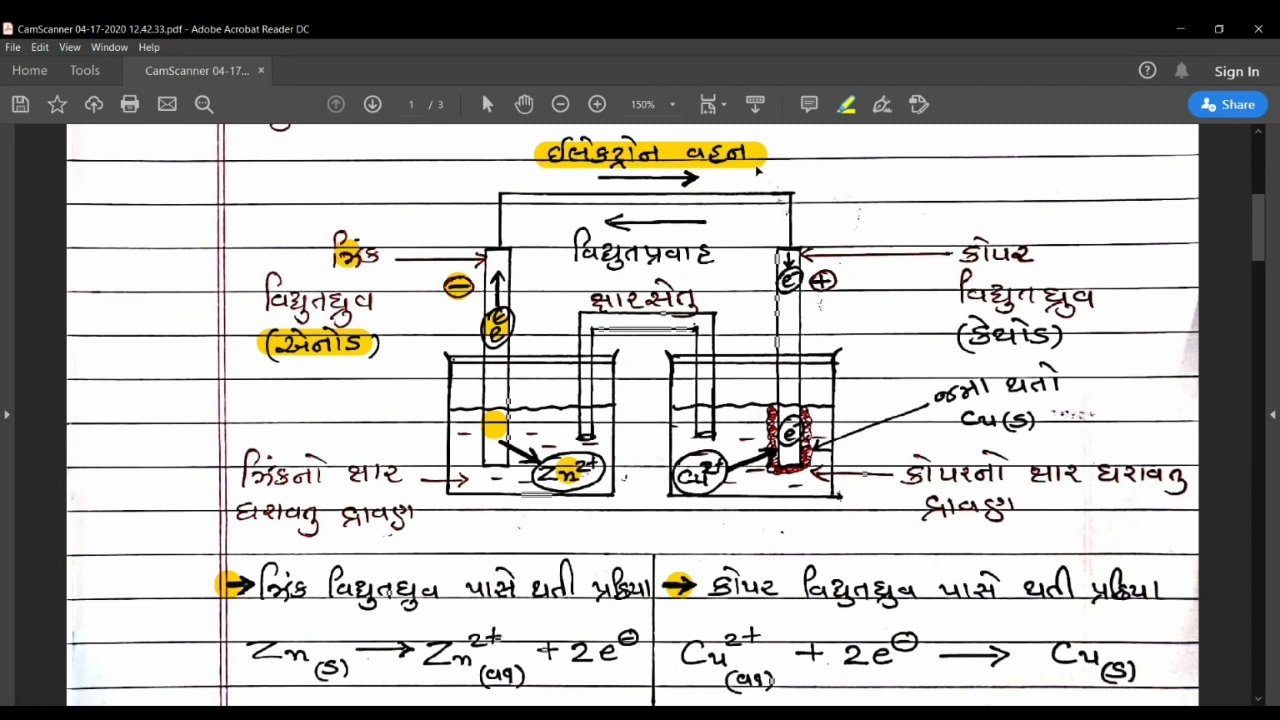 CamScanner 04-17-2020 12.42.33.pdf - Adobe Acrobat Reader DC
File Edit View Window Help
Home Tools CamScanner 04-17... ×
Sign In
1 / 3 150% Share
ઈલેક્ટ્રોન વહન
ઝિંક વિદ્યુતપ્રવાહ કોપર
− e⁻ +
વિદ્યુતધ્રુવ ક્ષારસેતુ વિદ્યુતધ્રુવ
(એનોડ) (કેથોડ)
જમા થતો
Cu(s)
e⁻
Zn²⁺ Cu²⁺
ઝિંકનો ક્ષાર કોપરનો ક્ષાર ધરાવતુ
ધરાવતુ દ્રાવણ દ્રાવણ
→ ઝિંક વિદ્યુતધ્રુવ પાસે થતી પ્રક્રિયા → કોપર વિદ્યુતધ્રુવ પાસે થતી પ્રક્રિયા
Zn(s) → Zn²⁺(aq) + 2e⊖ Cu²⁺(aq) + 2e⊖ → Cu(s)